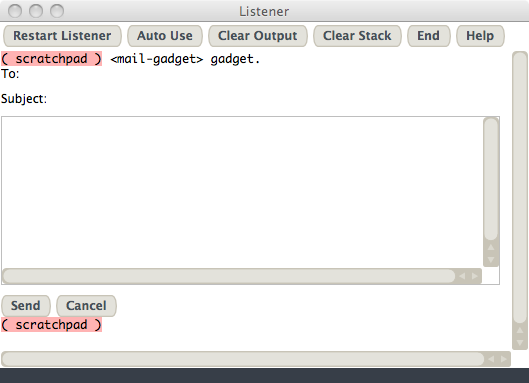 Listener
Restart Listener Auto Use Clear Output Clear Stack End Help
( scratchpad ) <mail-gadget> gadget.
To:
Subject:
Send Cancel
( scratchpad )